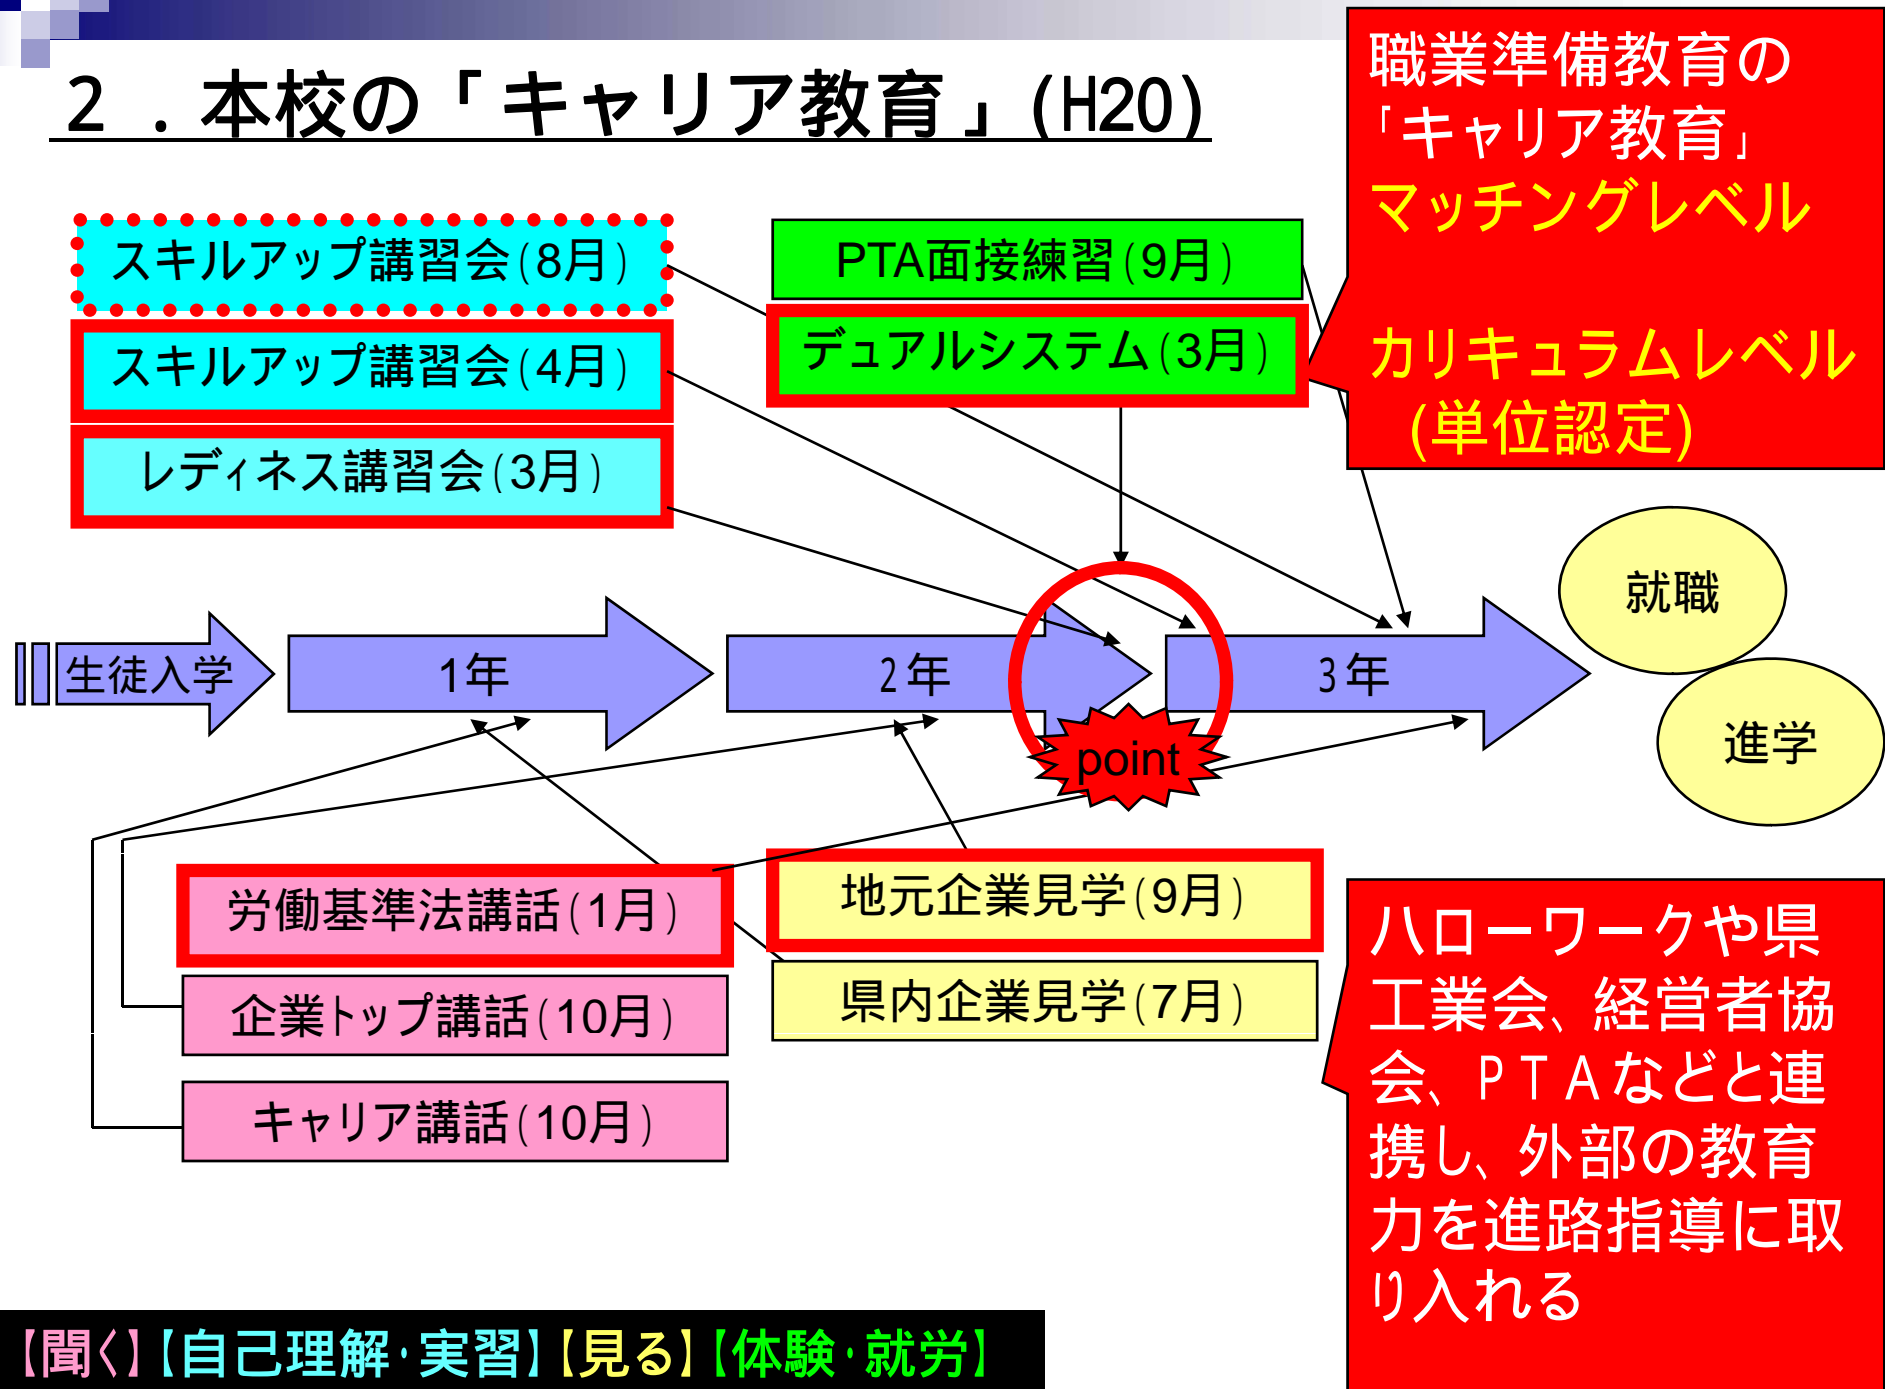 ２．本校の「キャリア教育」(H20)
職業準備教育の
「キャリア教育」
マッチングレベル
カリキュラムレベル
(単位認定)
スキルアップ講習会(8月)
スキルアップ講習会(4月)
レディネス講習会(3月)
PTA面接練習(9月)
デュアルシステム(3月)
就職
進学
生徒入学
1年
2年
3年
point
労働基準法講話(1月)
企業トップ講話(10月)
キャリア講話(10月)
地元企業見学(9月)
県内企業見学(7月)
ハローワークや県
工業会、経営者協
会、ＰＴＡなどと連
携し、外部の教育
力を進路指導に取
り入れる
【聞く】【自己理解・実習】【見る】【体験・就労】